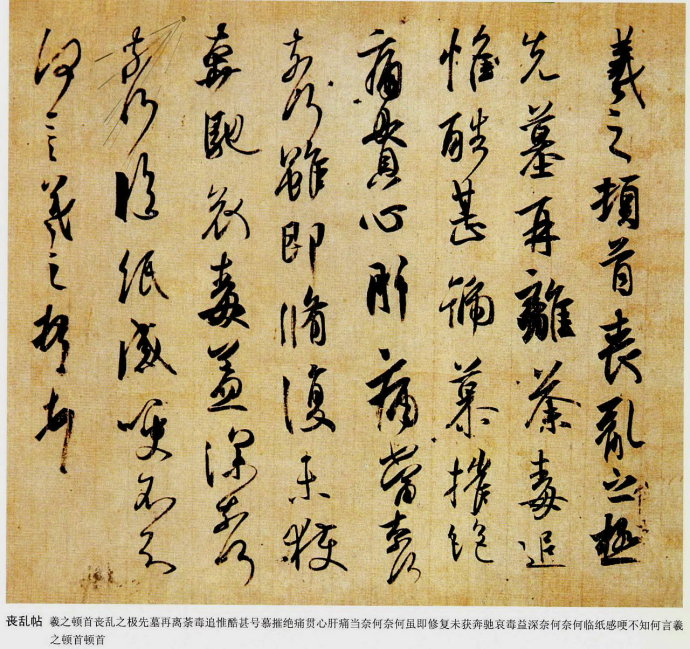 羲之頓首喪亂之極
先墓再離荼毒追
惟酷甚號慕摧絶
痛貫心肝痛當奈何
奈何雖即脩復未獲
奔馳哀毒益深奈何
奈何臨紙感哽不知
何言羲之頓首頓首
丧乱帖 羲之顿首丧乱之极先墓再离荼毒追惟酷甚号慕摧绝痛贯心肝痛当奈何奈何虽即修复未获奔驰哀毒益深奈何奈何临纸感哽不知何言羲
之顿首顿首